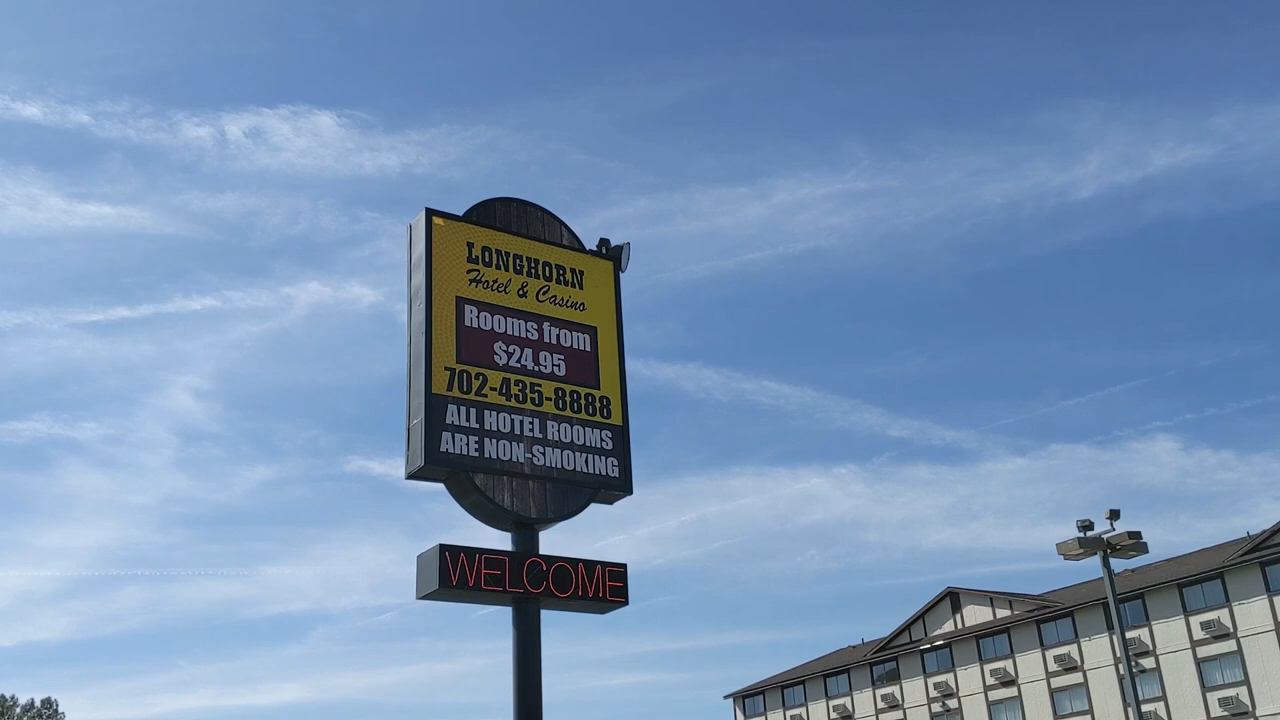 LONGHORN
Hotel & Casino
Rooms from
$24.95
702-435-8888
ALL HOTEL ROOMS
ARE NON-SMOKING
WELCOME